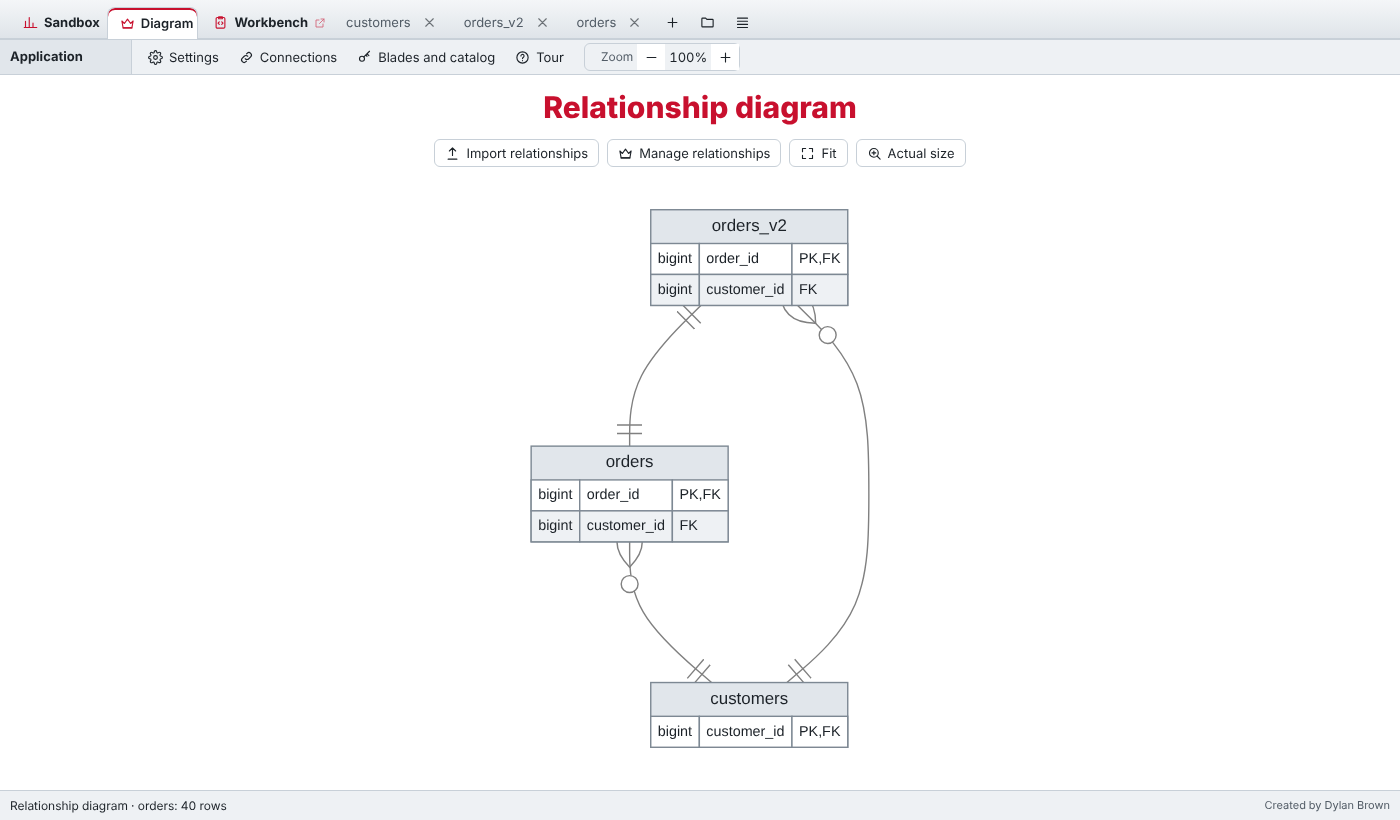 Sandbox Diagram Workbench customers orders_v2 orders
Application Settings Connections Blades and catalog Tour Zoom 100%
Relationship diagram
Import relationships Manage relationships Fit Actual size
orders_v2
bigint order_id PK,FK
bigint customer_id FK
orders
bigint order_id PK,FK
bigint customer_id FK
customers
bigint customer_id PK,FK
Relationship diagram · orders: 40 rows Created by Dylan Brown